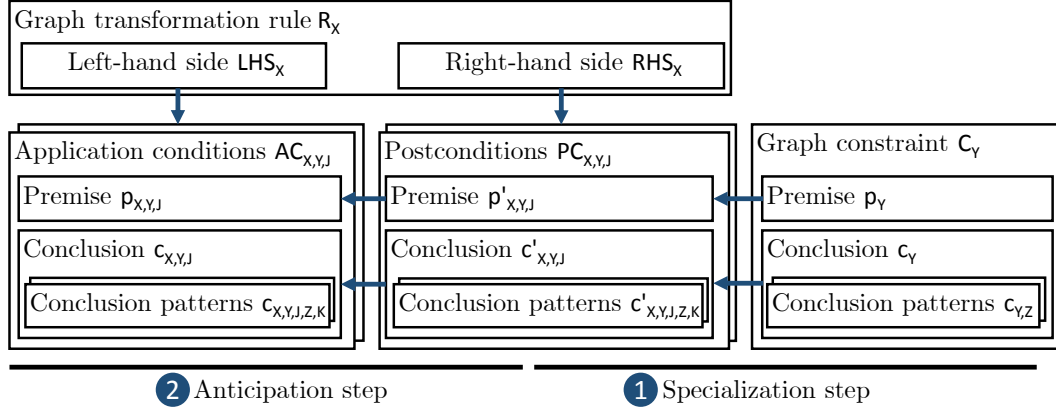 Graph transformation rule R_X
Left-hand side LHS_X
Right-hand side RHS_X
Application conditions AC_X,Y,J
Postconditions PC_X,Y,J
Graph constraint C_Y
Premise p_X,Y,J
Premise p'_X,Y,J
Premise p_Y
Conclusion c_X,Y,J
Conclusion c'_X,Y,J
Conclusion c_Y
Conclusion patterns c_X,Y,J,Z,K
Conclusion patterns c'_X,Y,J,Z,K
Conclusion patterns c_Y,Z
2 Anticipation step
1 Specialization step